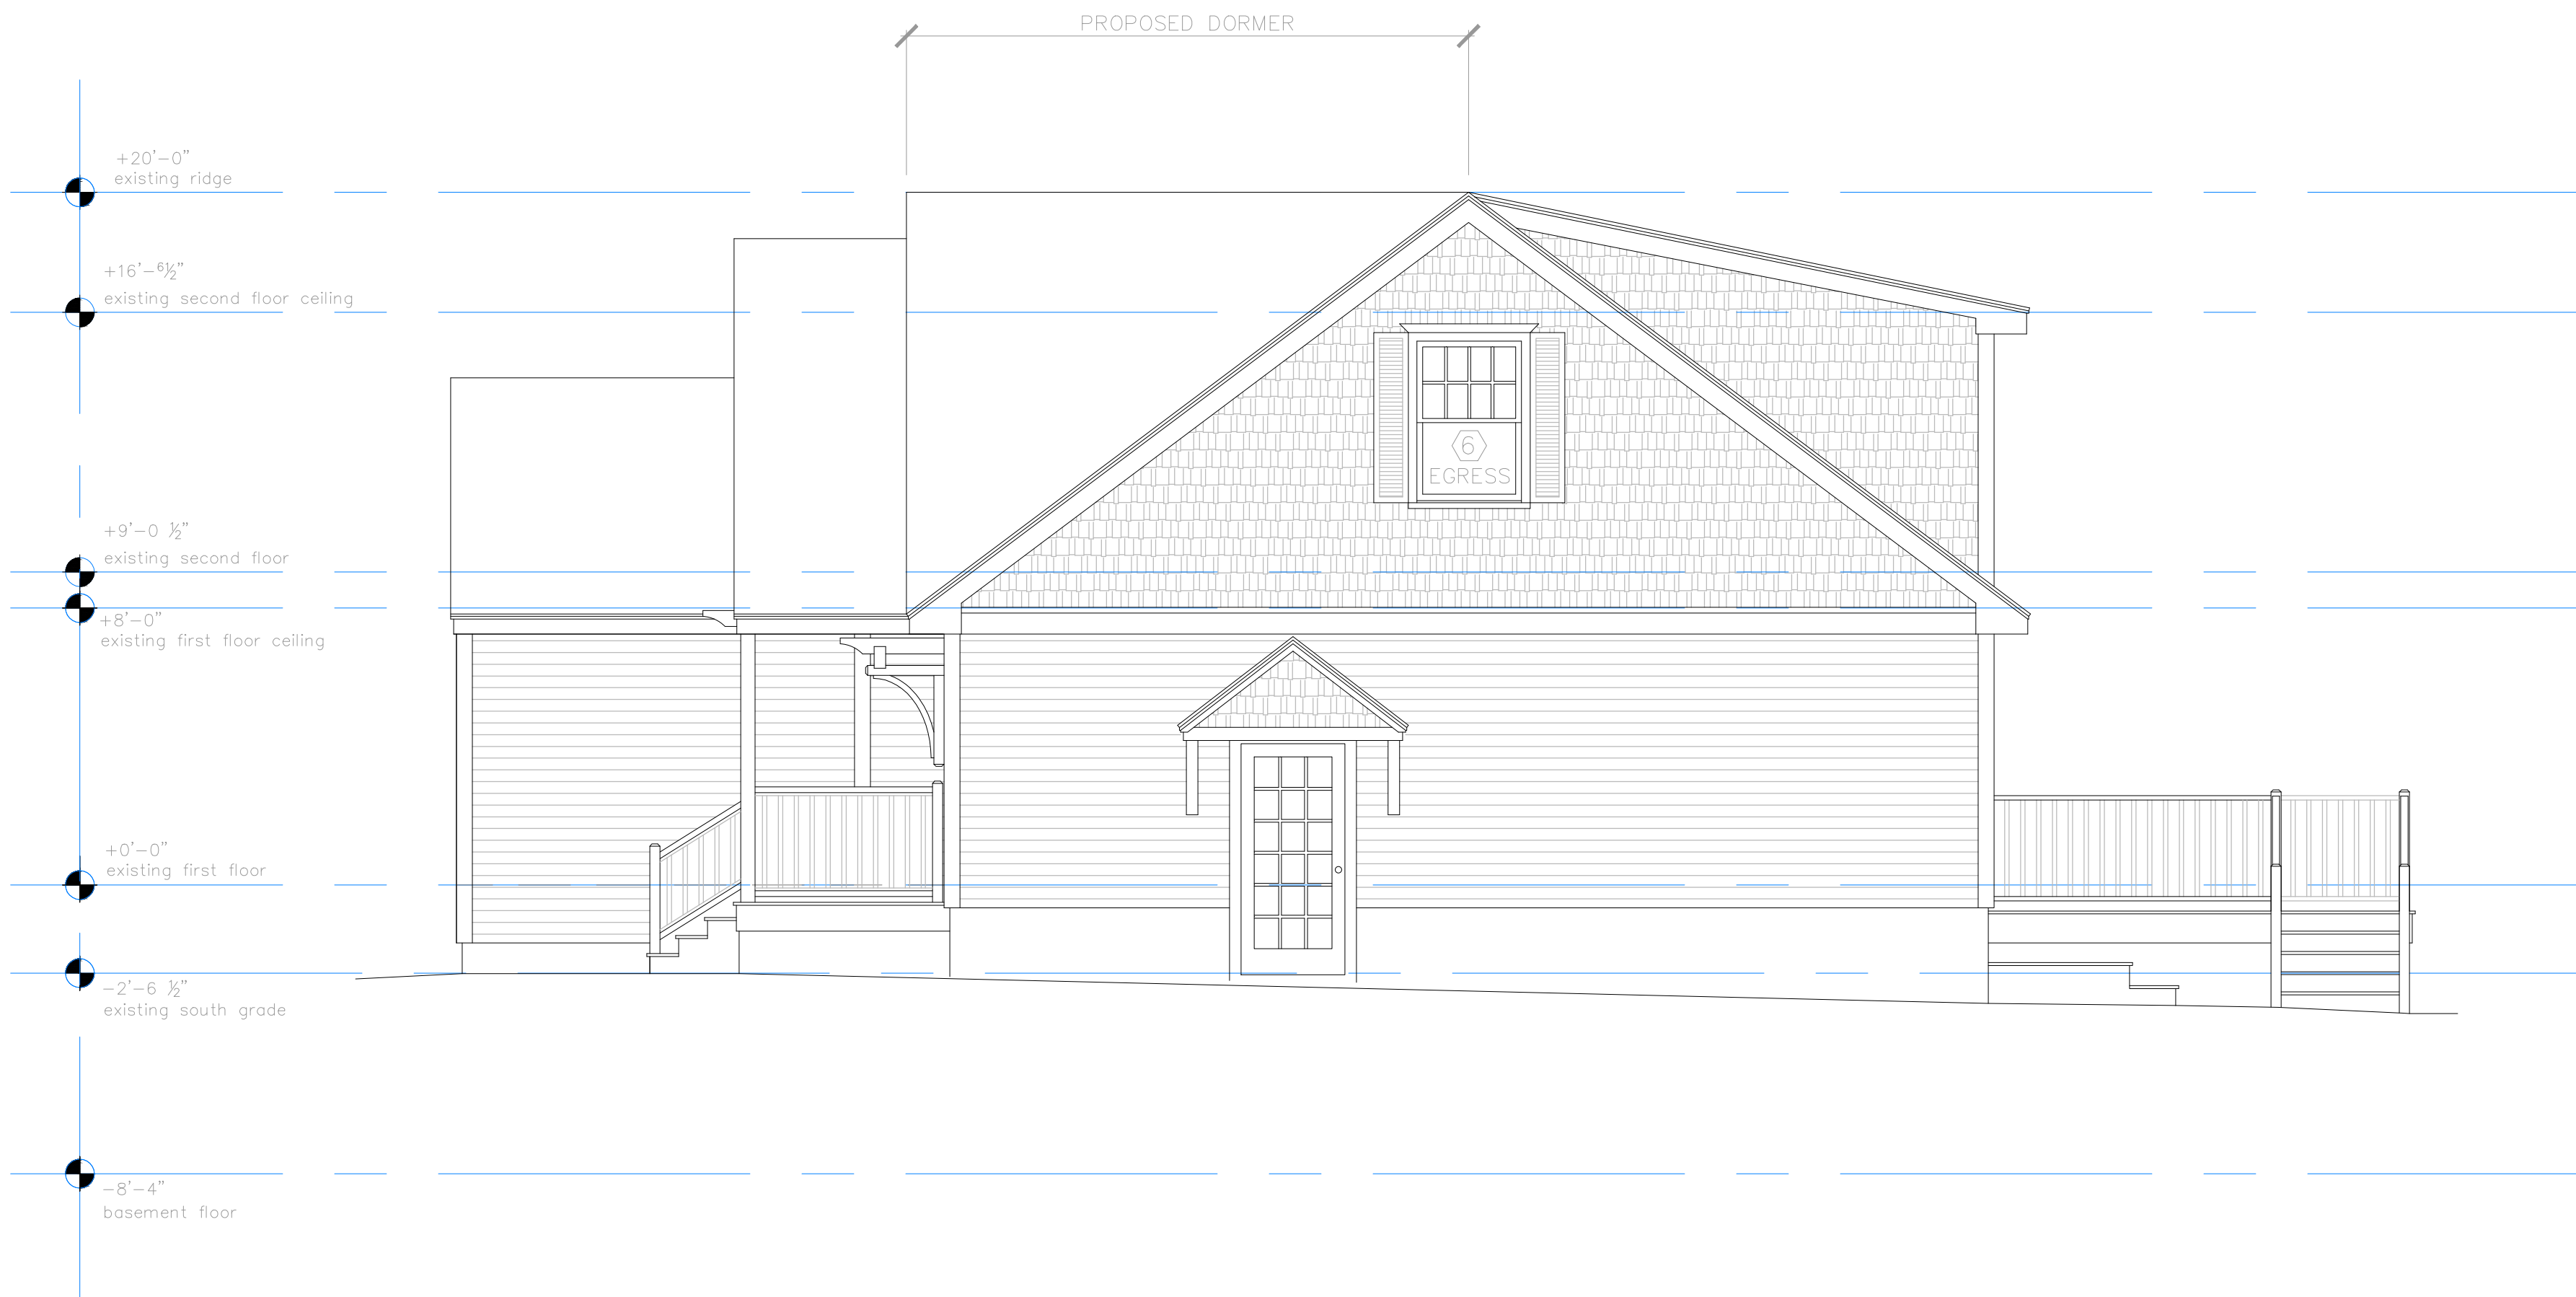 PROPOSED DORMER
+20'-0"
existing ridge
+16'-6½"
existing second floor ceiling
6
EGRESS
+9'-0 ½"
existing second floor
+8'-0"
existing first floor ceiling
+0'-0"
existing first floor
-2'-6 ½"
existing south grade
-8'-4"
basement floor